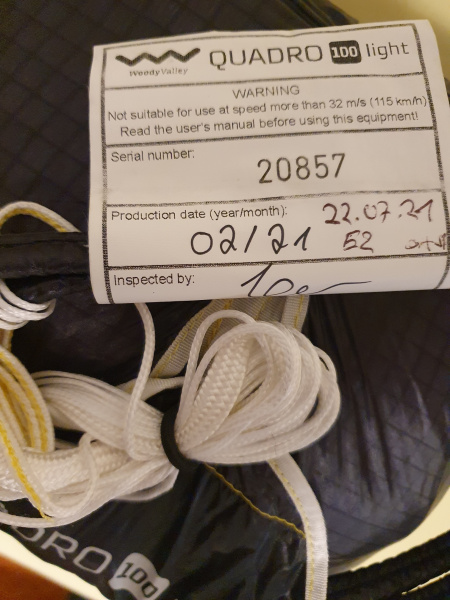 WeedyValley
QUADRO 100 light
WARNING
Not suitable for use at speed more than 32 m/s (115 km/h)
Read the user's manual before using this equipment!
Serial number:
20857
Production date (year/month):
02/21
22.07.21
E2
Inspected by:
QUADRO 100